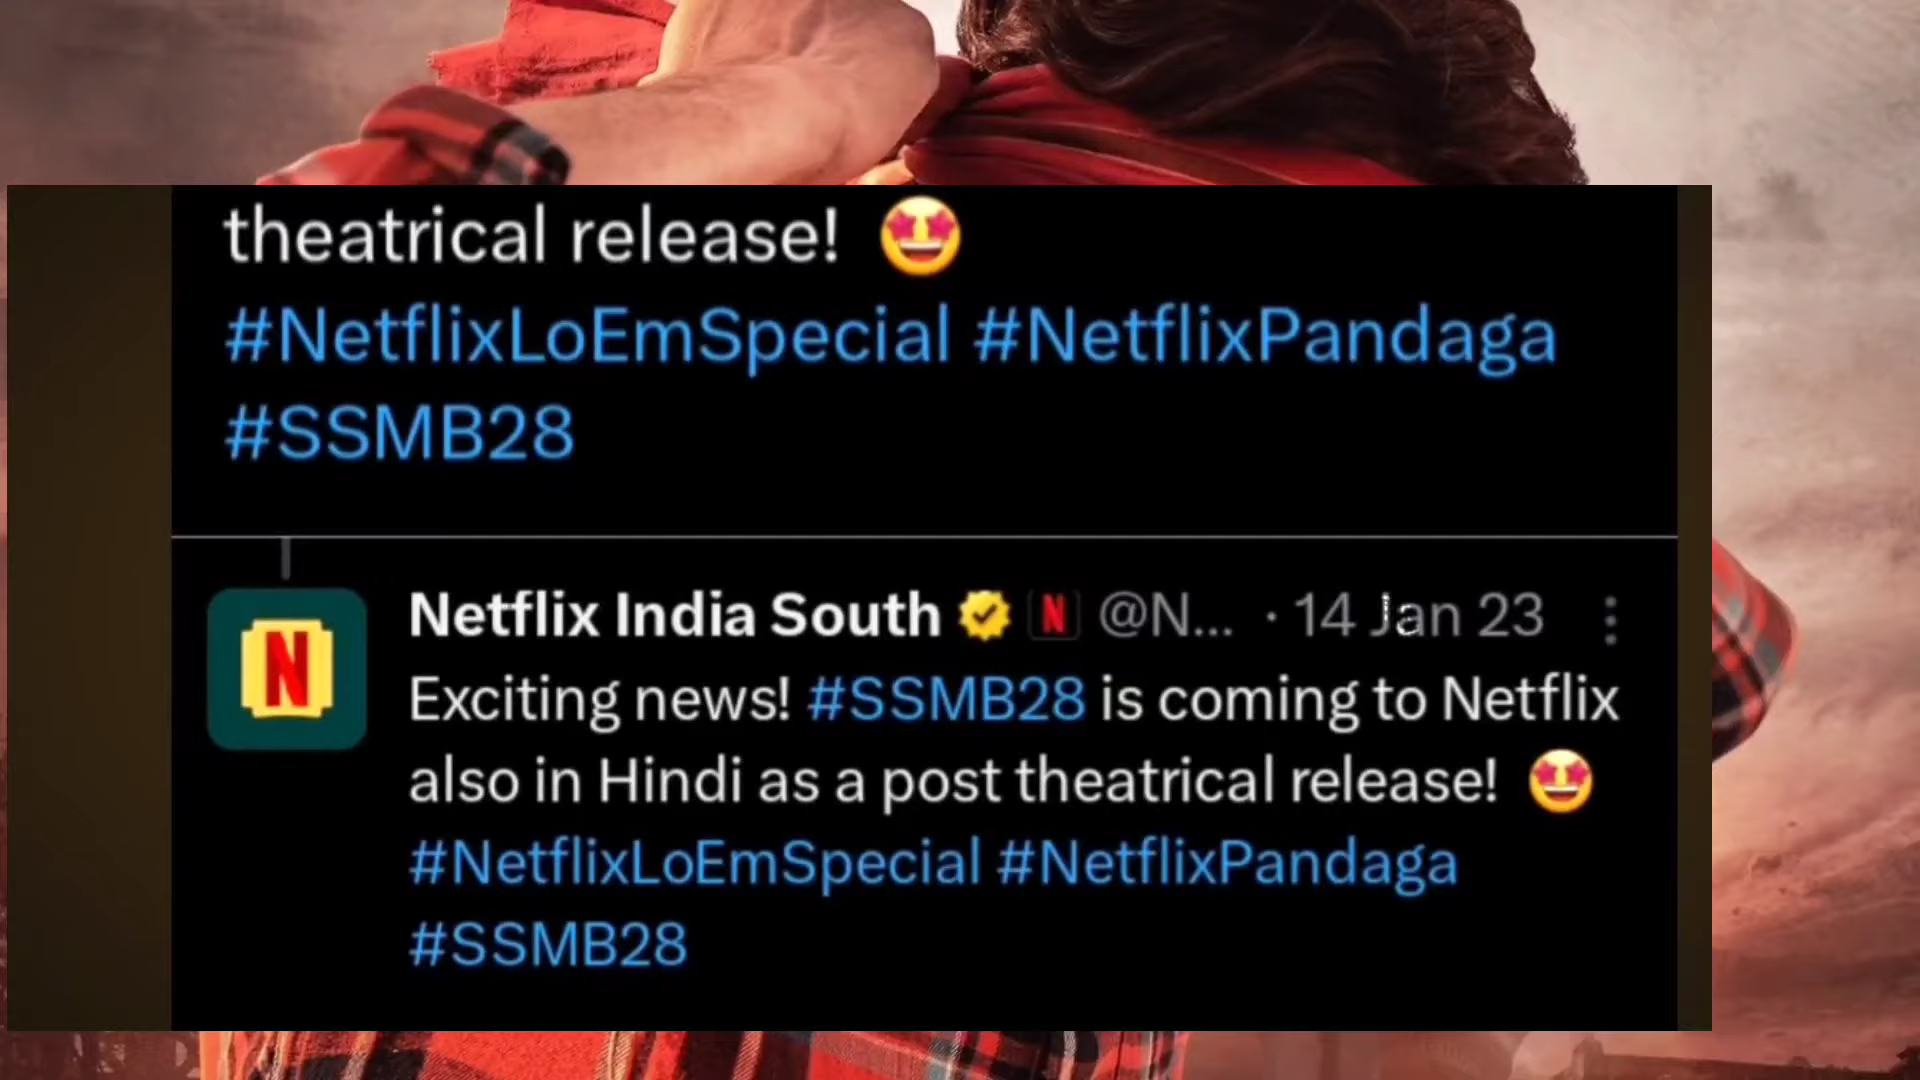 theatrical release! 🤩
#NetflixLoEmSpecial #NetflixPandaga
#SSMB28
Netflix India South @N... · 14 Jan 23
Exciting news! #SSMB28 is coming to Netflix
also in Hindi as a post theatrical release! 🤩
#NetflixLoEmSpecial #NetflixPandaga
#SSMB28